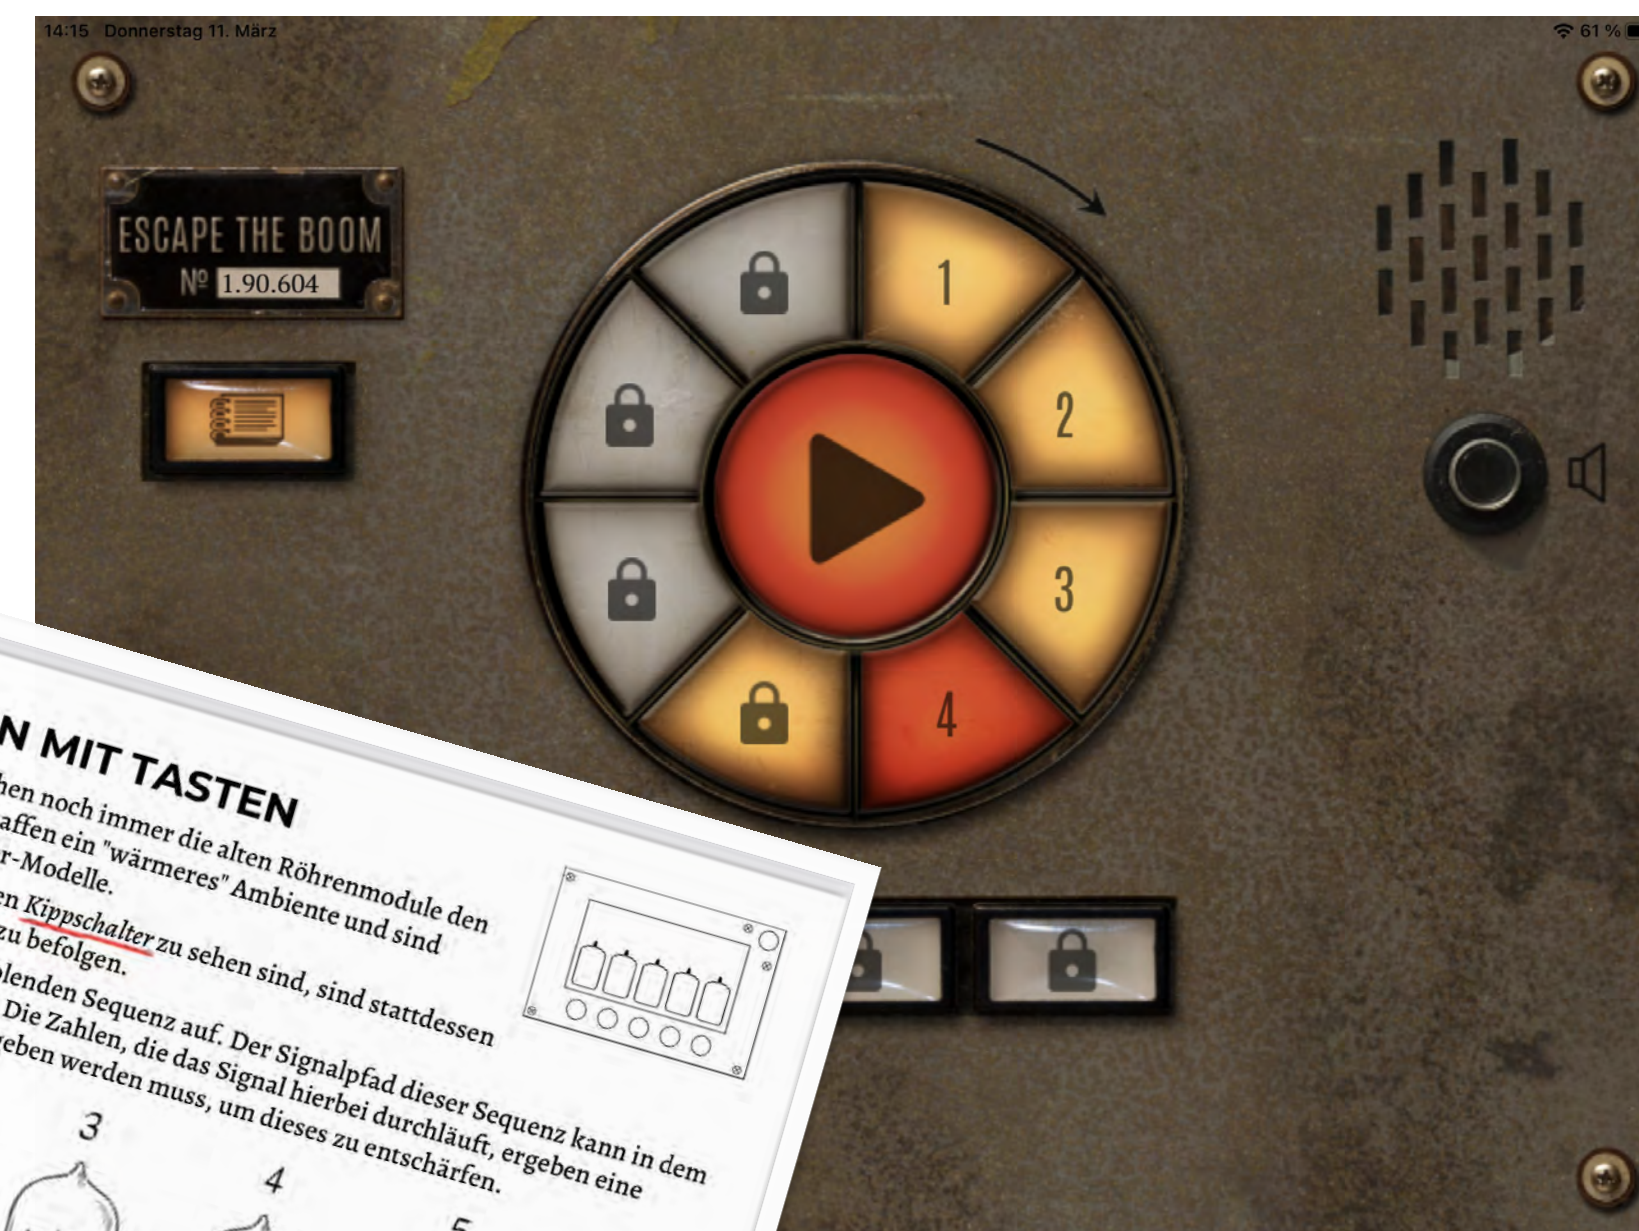 14:15 Donnerstag 11. März
61 %
ESCAPE THE BOOM
Nº 1.90.604
1
2
3
4
N MIT TASTEN
hen noch immer die alten Röhrenmodule den
affen ein "wärmeres" Ambiente und sind
r-Modelle.
en Kippschalter zu sehen sind, sind stattdessen
zu befolgen.
olenden Sequenz auf. Der Signalpfad dieser Sequenz kann in dem
Die Zahlen, die das Signal hierbei durchläuft, ergeben eine
geben werden muss, um dieses zu entschärfen.
3
4
5